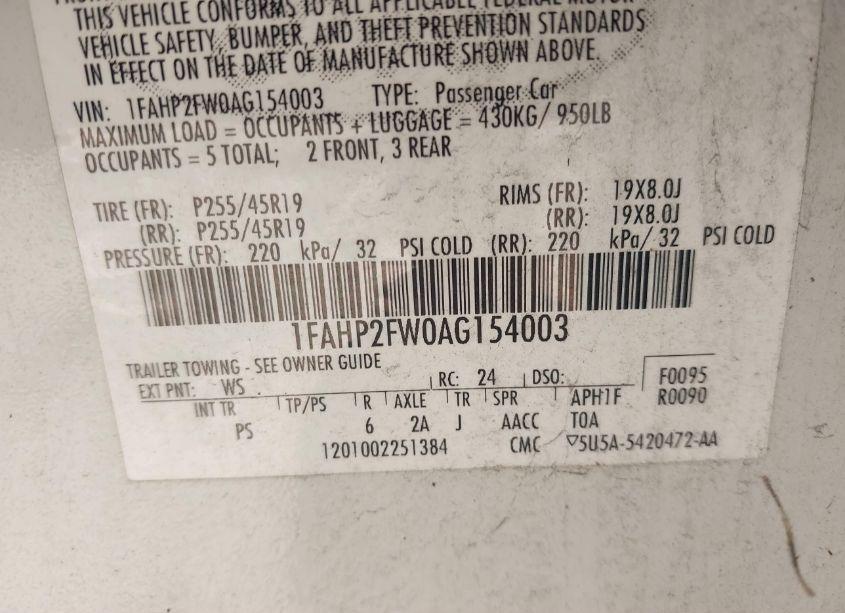 THIS VEHICLE CONFORMS TO ALL APPLICABLE FEDERAL MOTOR
VEHICLE SAFETY, BUMPER, AND THEFT PREVENTION STANDARDS
IN EFFECT ON THE DATE OF MANUFACTURE SHOWN ABOVE.
VIN: 1FAHP2FW0AG154003 TYPE: Passenger Car
MAXIMUM LOAD = OCCUPANTS + LUGGAGE = 430KG/ 950LB
OCCUPANTS = 5 TOTAL; 2 FRONT, 3 REAR
TIRE (FR): P255/45R19 RIMS (FR): 19X8.0J
(RR): P255/45R19 (RR): 19X8.0J
PRESSURE (FR): 220 kPa/ 32 PSI COLD (RR): 220 kPa/ 32 PSI COLD
1FAHP2FW0AG154003
TRAILER TOWING - SEE OWNER GUIDE
EXT PNT: WS RC: 24 DSO: F0095
INT TR TP/PS R AXLE TR SPR APH1F R0090
PS 6 2A J AACC TOA
1201002251384 CMC ▽5U5A-5420472-AA